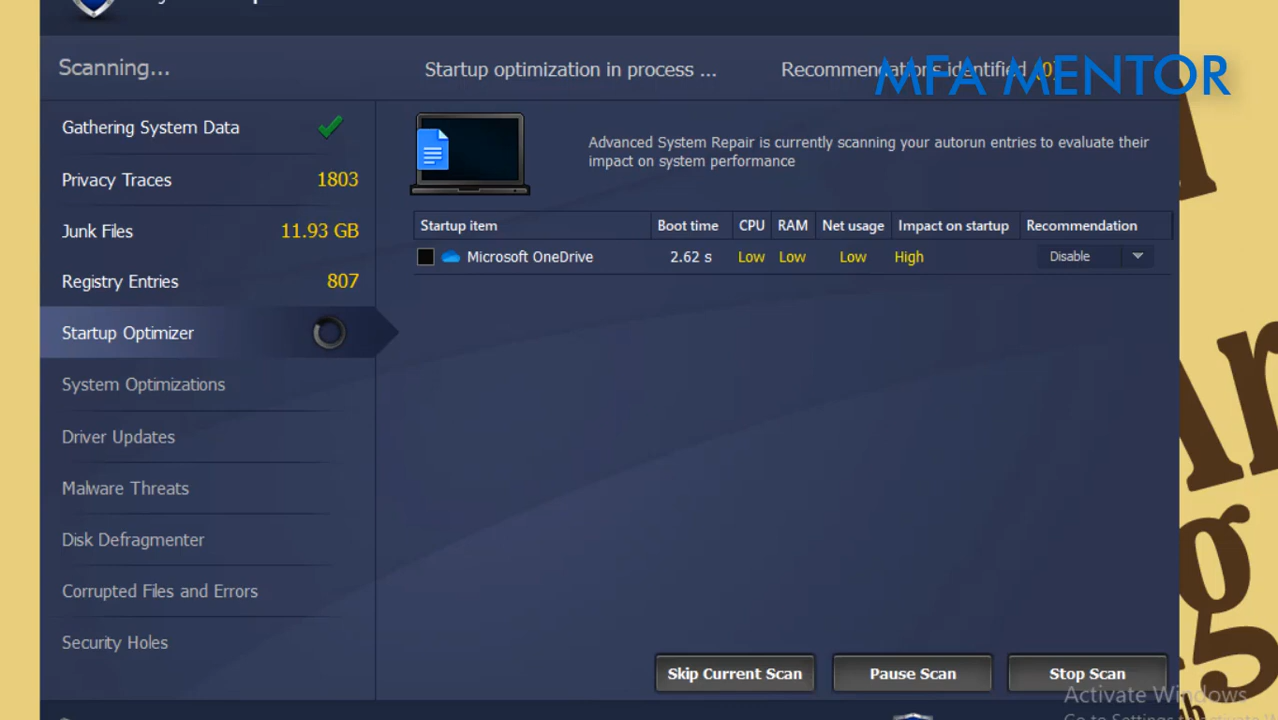 Scanning...
Startup optimization in process ...
Recommendations identified (0)
MFA MENTOR
Gathering System Data
Privacy Traces 1803
Junk Files 11.93 GB
Registry Entries 807
Startup Optimizer
System Optimizations
Driver Updates
Malware Threats
Disk Defragmenter
Corrupted Files and Errors
Security Holes
Advanced System Repair is currently scanning your autorun entries to evaluate their
impact on system performance
Startup item Boot time CPU RAM Net usage Impact on startup Recommendation
Microsoft OneDrive 2.62 s Low Low Low High Disable
Skip Current Scan Pause Scan Stop Scan
Activate Windows